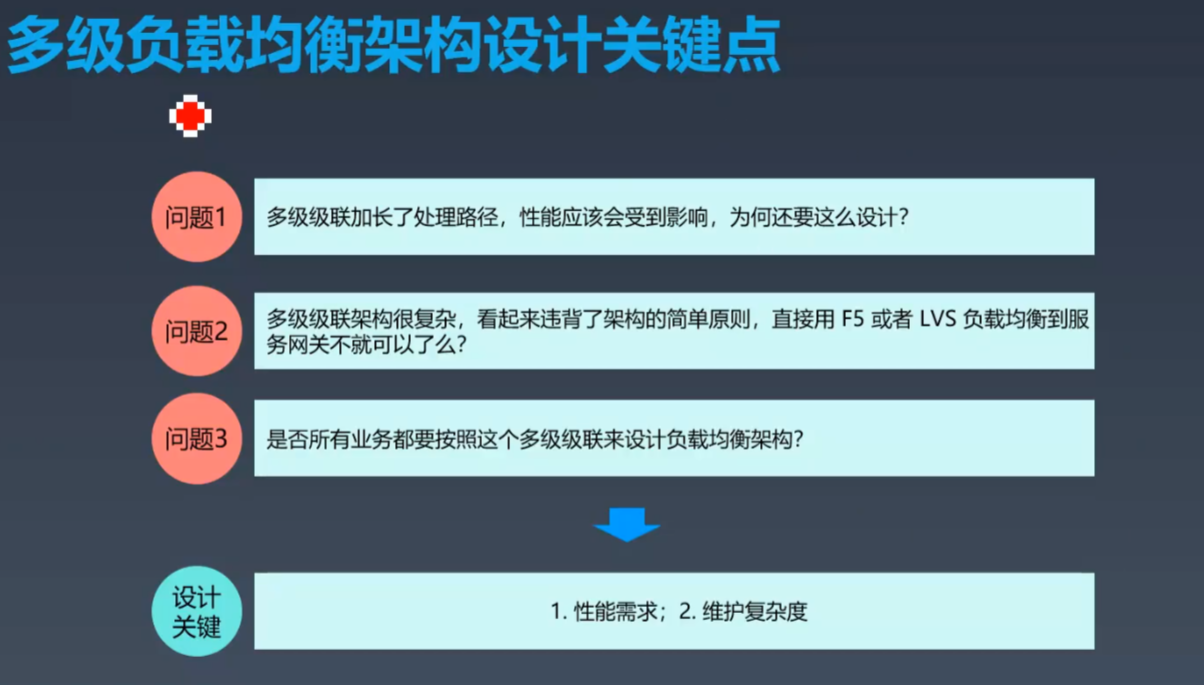 多级负载均衡架构设计关键点
问题1
多级级联加长了处理路径，性能应该会受到影响，为何还要这么设计？
问题2
多级级联架构很复杂，看起来违背了架构的简单原则，直接用 F5 或者 LVS 负载均衡到服
务网关不就可以了么？
问题3
是否所有业务都要按照这个多级级联来设计负载均衡架构？
设计
关键
1. 性能需求；2. 维护复杂度